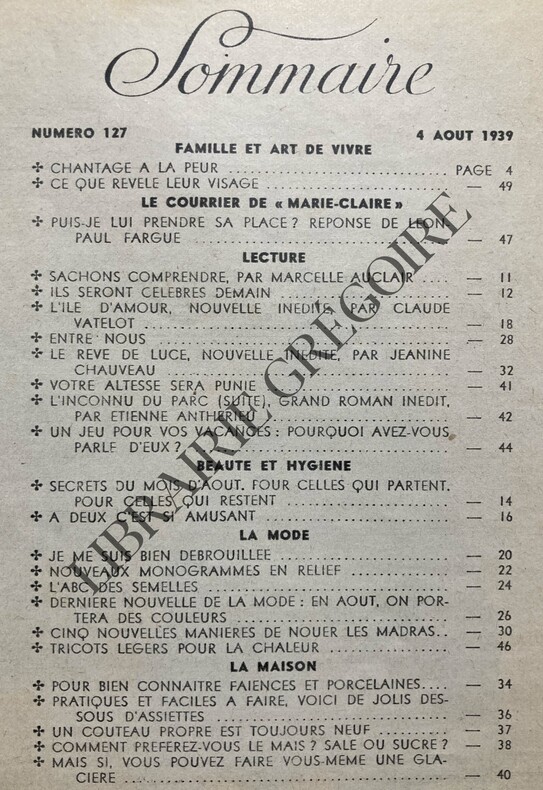 Sommaire
NUMERO 127 4 AOUT 1939
FAMILLE ET ART DE VIVRE
✣ CHANTAGE A LA PEUR ........ PAGE 4
✣ CE QUE REVELE LEUR VISAGE ........ — 49
LE COURRIER DE « MARIE-CLAIRE »
✣ PUIS-JE LUI PRENDRE SA PLACE ? REPONSE DE LEON-
PAUL FARGUE ........ — 47
LECTURE
✣ SACHONS COMPRENDRE, PAR MARCELLE AUCLAIR .... — 11
✣ ILS SERONT CELEBRES DEMAIN ........ — 12
✣ L'ILE D'AMOUR, NOUVELLE INEDITE, PAR CLAUDE
VATELOT ........ — 18
✣ ENTRE NOUS ........ — 28
✣ LE REVE DE LUCE, NOUVELLE INEDITE, PAR JEANINE
CHAUVEAU ........ — 32
✣ VOTRE ALTESSE SERA PUNIE ........ — 41
✣ L'INCONNU DU PARC (SUITE), GRAND ROMAN INEDIT,
PAR ETIENNE ANTHERIEU ........ — 42
✣ UN JEU POUR VOS VACANCES : POURQUOI AVEZ-VOUS
PARLE D'EUX ? ........ — 44
BEAUTE ET HYGIENE
✣ SECRETS DU MOIS D'AOUT. POUR CELLES QUI PARTENT.
POUR CELLES QUI RESTENT ........ — 14
✣ A DEUX C'EST SI AMUSANT ........ — 16
LA MODE
✣ JE ME SUIS BIEN DEBROUILLEE ........ — 20
✣ NOUVEAUX MONOGRAMMES EN RELIEF ........ — 22
✣ L'ABC DES SEMELLES ........ — 24
✣ DERNIERE NOUVELLE DE LA MODE : EN AOUT, ON POR-
TERA DES COULEURS ........ — 26
✣ CINQ NOUVELLES MANIERES DE NOUER LES MADRAS.. — 30
✣ TRICOTS LEGERS POUR LA CHALEUR ........ — 46
LA MAISON
✣ POUR BIEN CONNAITRE FAIENCES ET PORCELAINES.... — 34
✣ PRATIQUES ET FACILES A FAIRE, VOICI DE JOLIS DES-
SOUS D'ASSIETTES ........ — 36
✣ UN COUTEAU PROPRE EST TOUJOURS NEUF ........ — 37
✣ COMMENT PREFEREZ-VOUS LE MAIS ? SALE OU SUCRE ? — 38
✣ MAIS SI, VOUS POUVEZ FAIRE VOUS-MEME UNE GLA-
CIERE ........ — 40
LIBRAIRIE GRÉGOIRE